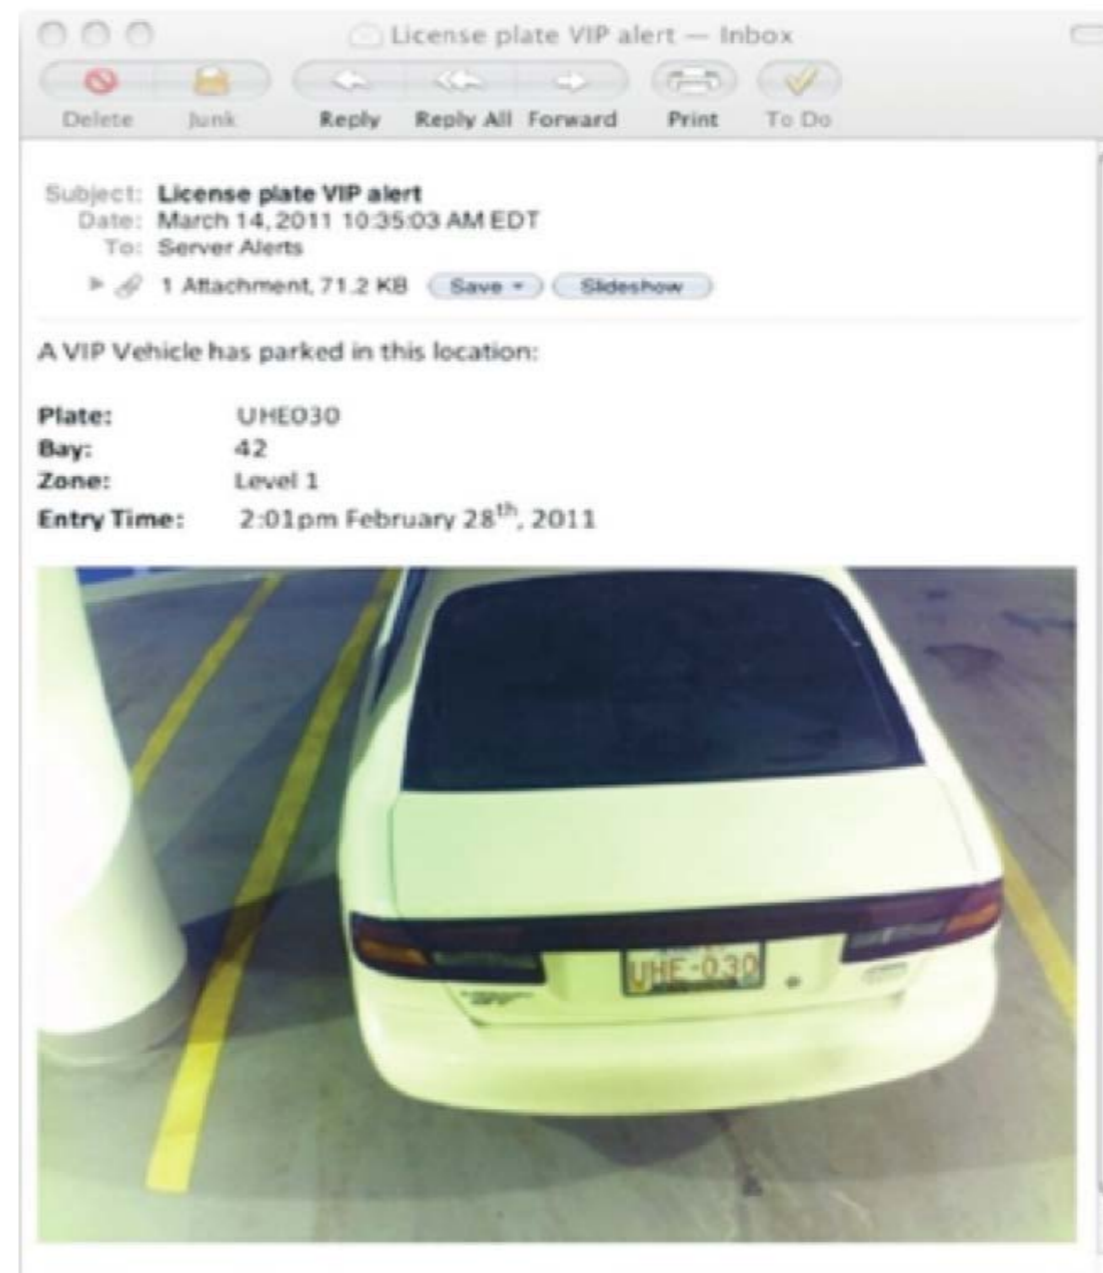 License plate VIP alert — Inbox
Delete Junk Reply Reply All Forward Print To Do
Subject: License plate VIP alert
Date: March 14, 2011 10:35:03 AM EDT
To: Server Alerts
1 Attachment, 71.2 KB Save Slideshow
A VIP Vehicle has parked in this location:
Plate: UHE030
Bay: 42
Zone: Level 1
Entry Time: 2:01pm February 28th, 2011
UHE-030